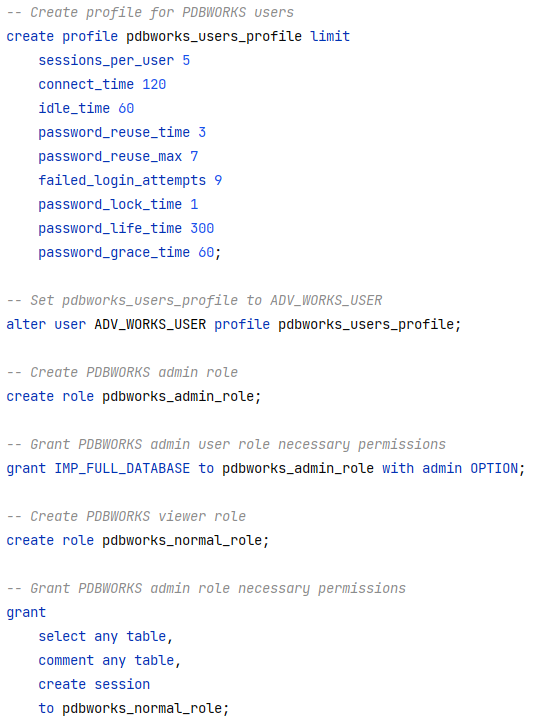 -- Create profile for PDBWORKS users
create profile pdbworks_users_profile limit
    sessions_per_user 5
    connect_time 120
    idle_time 60
    password_reuse_time 3
    password_reuse_max 7
    failed_login_attempts 9
    password_lock_time 1
    password_life_time 300
    password_grace_time 60;

-- Set pdbworks_users_profile to ADV_WORKS_USER
alter user ADV_WORKS_USER profile pdbworks_users_profile;

-- Create PDBWORKS admin role
create role pdbworks_admin_role;

-- Grant PDBWORKS admin user role necessary permissions
grant IMP_FULL_DATABASE to pdbworks_admin_role with admin OPTION;

-- Create PDBWORKS viewer role
create role pdbworks_normal_role;

-- Grant PDBWORKS admin role necessary permissions
grant
    select any table,
    comment any table,
    create session
    to pdbworks_normal_role;